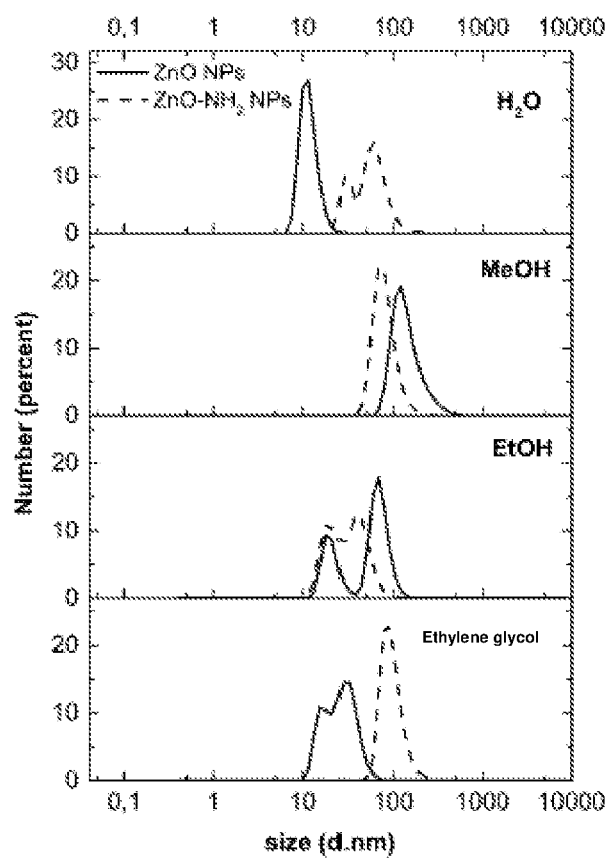 0,1 1 10 100 1000 10000
30
20
10
0
ZnO NPs
ZnO-NH₂ NPs
H₂O
20
10
0
MeOH
20
10
0
EtOH
20
10
0
Ethylene glycol
Number (percent)
0,1 1 10 100 1000 10000
size (d.nm)